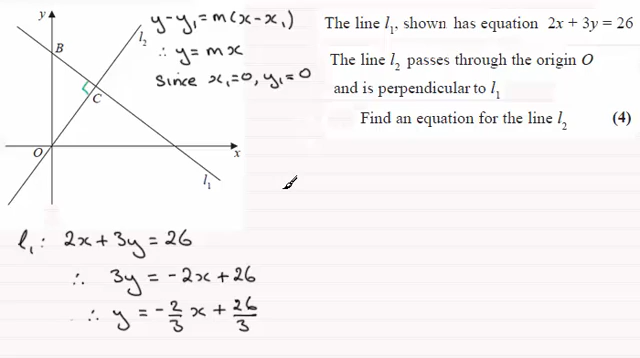 y
l₂
B
C
O
x
l₁
y-y₁=m(x-x₁)
∴ y=mx
since x₁=0, y₁=0
The line l₁, shown has equation 2x + 3y = 26
The line l₂ passes through the origin O
and is perpendicular to l₁
Find an equation for the line l₂ (4)
l₁: 2x+3y=26
∴ 3y = -2x+26
∴ y = -2/3 x + 26/3